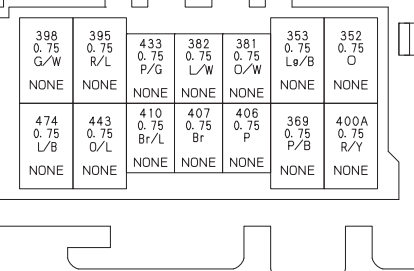 398 395 433 382 381 353 352
0.75 0.75 0.75 0.75 0.75 0.75 0.75
G/W R/L P/G L/W O/W Lg/B O
NONE NONE NONE NONE NONE NONE NONE
474 443 410 407 406 369 400A
0.75 0.75 0.75 0.75 0.75 0.75 0.75
L/B O/L Br/L Br P P/B R/Y
NONE NONE NONE NONE NONE NONE NONE